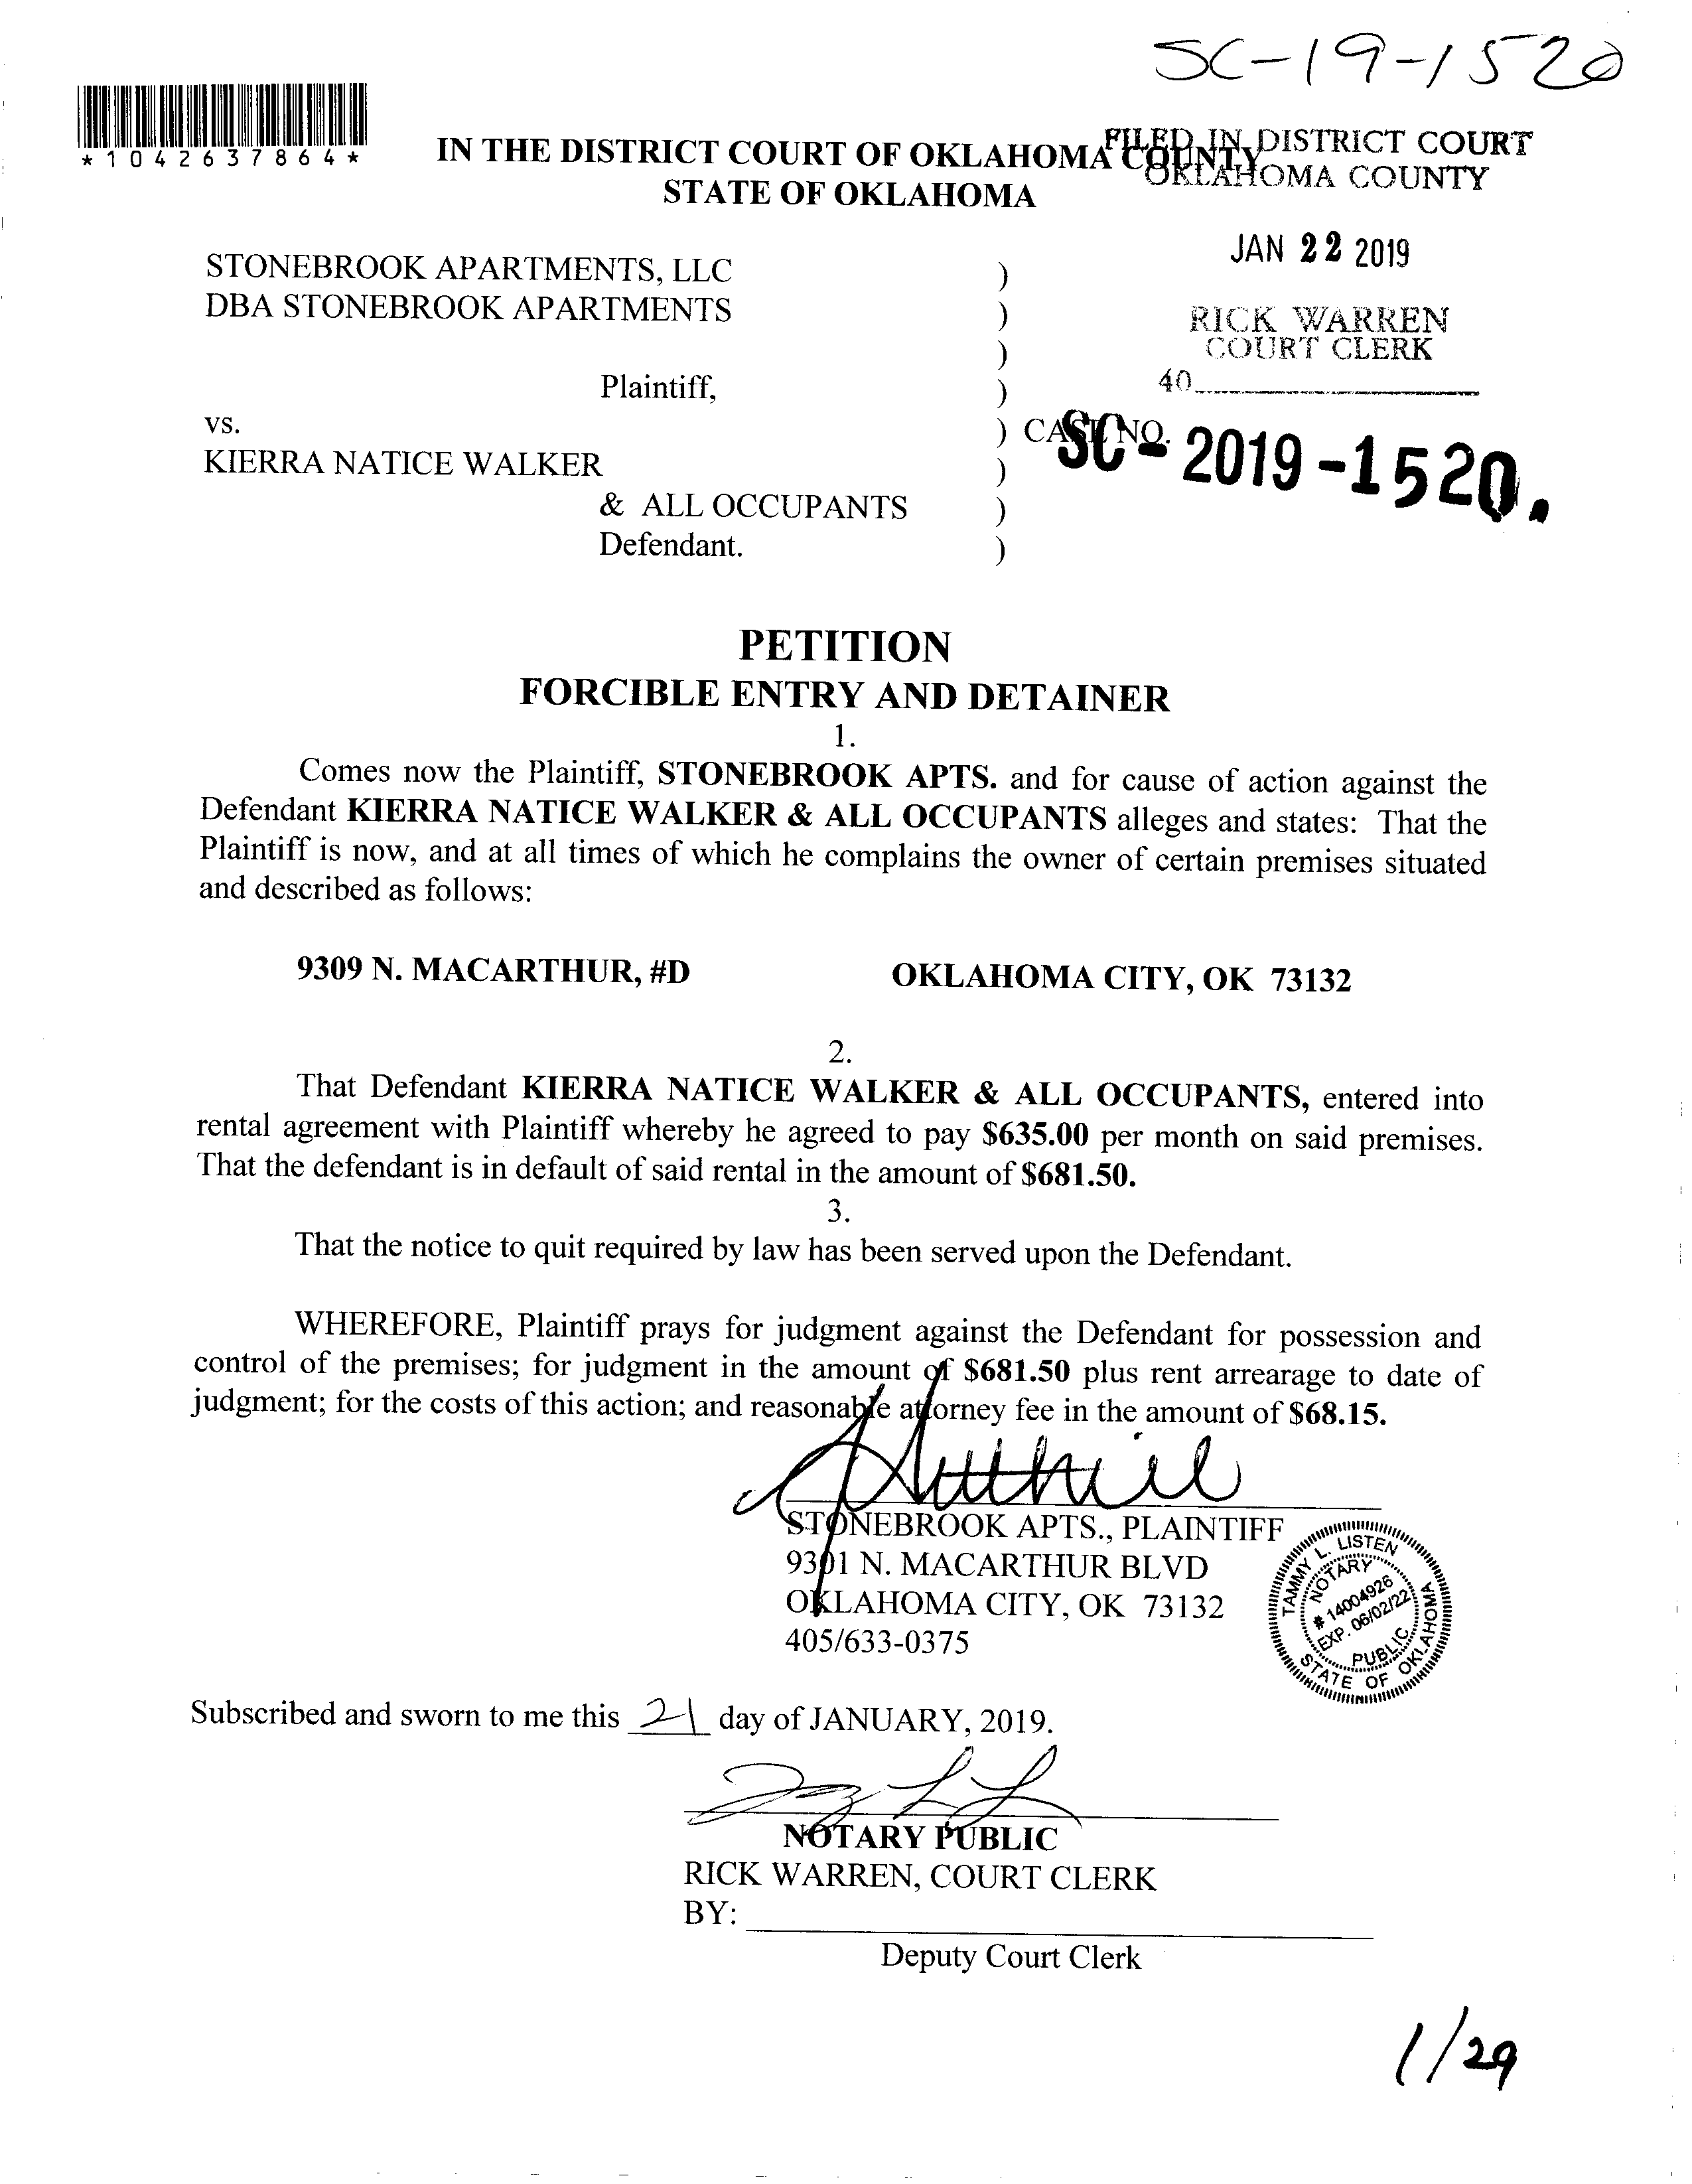 SC-19-1520
*1042637864*
IN THE DISTRICT COURT OF OKLAHOMA COUNTY
STATE OF OKLAHOMA
FILED IN DISTRICT COURT
OKLAHOMA COUNTY
JAN 22 2019
RICK WARREN
COURT CLERK
40
STONEBROOK APARTMENTS, LLC )
DBA STONEBROOK APARTMENTS )
)
Plaintiff, )
vs. ) CASE NO. SC-2019-1520.
KIERRA NATICE WALKER )
& ALL OCCUPANTS )
Defendant. )
PETITION
FORCIBLE ENTRY AND DETAINER
1.
Comes now the Plaintiff, STONEBROOK APTS. and for cause of action against the
Defendant KIERRA NATICE WALKER & ALL OCCUPANTS alleges and states: That the
Plaintiff is now, and at all times of which he complains the owner of certain premises situated
and described as follows:
9309 N. MACARTHUR, #D OKLAHOMA CITY, OK 73132
2.
That Defendant KIERRA NATICE WALKER & ALL OCCUPANTS, entered into
rental agreement with Plaintiff whereby he agreed to pay $635.00 per month on said premises.
That the defendant is in default of said rental in the amount of $681.50.
3.
That the notice to quit required by law has been served upon the Defendant.
WHEREFORE, Plaintiff prays for judgment against the Defendant for possession and
control of the premises; for judgment in the amount of $681.50 plus rent arrearage to date of
judgment; for the costs of this action; and reasonable attorney fee in the amount of $68.15.
STONEBROOK APTS., PLAINTIFF
9301 N. MACARTHUR BLVD
OKLAHOMA CITY, OK 73132
405/633-0375
TAMMY L. LISTEN
NOTARY
# 14004926
EXP. 06/02/22
PUBLIC
STATE OF OKLAHOMA
Subscribed and sworn to me this 21 day of JANUARY, 2019.
NOTARY PUBLIC
RICK WARREN, COURT CLERK
BY:
Deputy Court Clerk
1/29